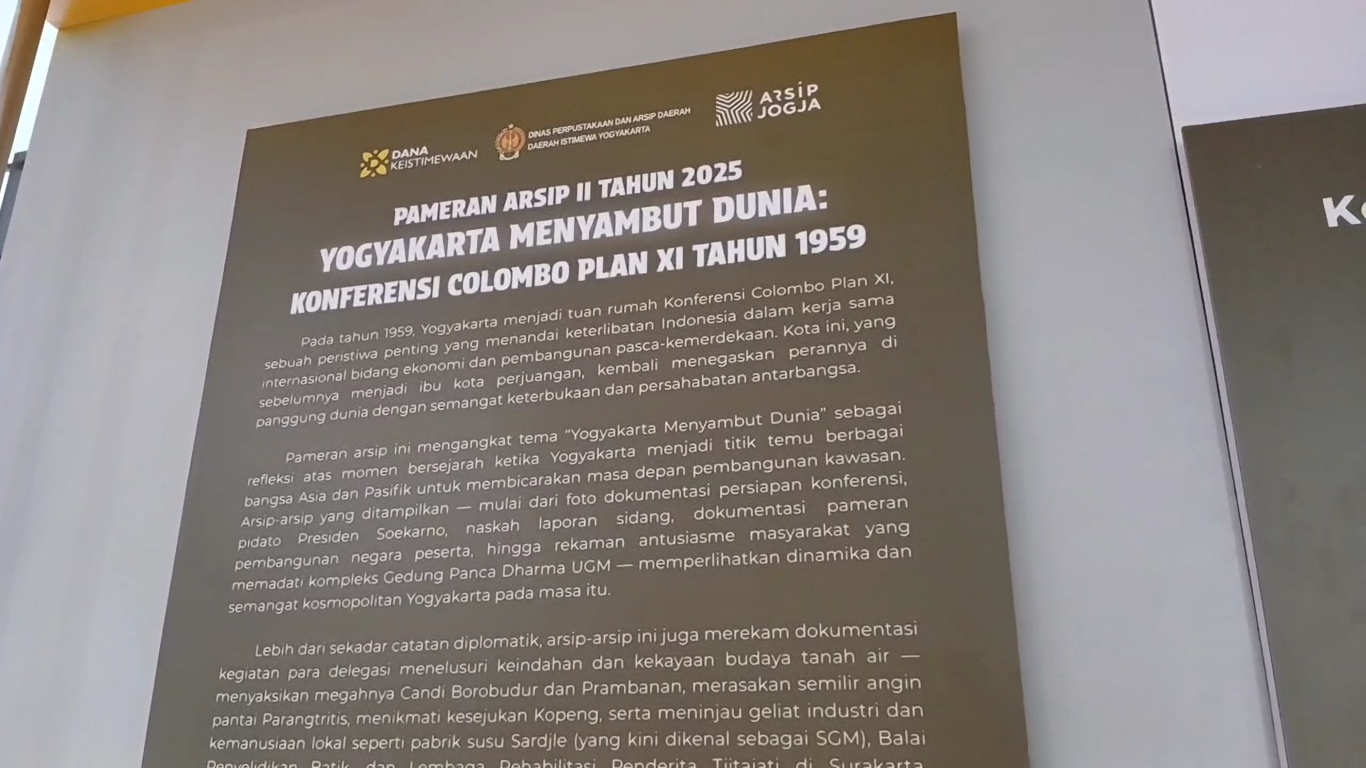 DANA
KEISTIMEWAAN
DINAS PERPUSTAKAAN DAN ARSIP DAERAH
DAERAH ISTIMEWA YOGYAKARTA
ARSIP
JOGJA
PAMERAN ARSIP II TAHUN 2025
YOGYAKARTA MENYAMBUT DUNIA:
KONFERENSI COLOMBO PLAN XI TAHUN 1959
Pada tahun 1959, Yogyakarta menjadi tuan rumah Konferensi Colombo Plan XI,
sebuah peristiwa penting yang menandai keterlibatan Indonesia dalam kerja sama
internasional bidang ekonomi dan pembangunan pasca-kemerdekaan. Kota ini, yang
sebelumnya menjadi ibu kota perjuangan, kembali menegaskan perannya di
panggung dunia dengan semangat keterbukaan dan persahabatan antarbangsa.
Pameran arsip ini mengangkat tema “Yogyakarta Menyambut Dunia” sebagai
refleksi atas momen bersejarah ketika Yogyakarta menjadi titik temu berbagai
bangsa Asia dan Pasifik untuk membicarakan masa depan pembangunan kawasan.
Arsip-arsip yang ditampilkan — mulai dari foto dokumentasi persiapan konferensi,
pidato Presiden Soekarno, naskah laporan sidang, dokumentasi pameran
pembangunan negara peserta, hingga rekaman antusiasme masyarakat yang
memadati kompleks Gedung Panca Dharma UGM — memperlihatkan dinamika dan
semangat kosmopolitan Yogyakarta pada masa itu.
Lebih dari sekadar catatan diplomatik, arsip-arsip ini juga merekam dokumentasi
kegiatan para delegasi menelusuri keindahan dan kekayaan budaya tanah air —
menyaksikan megahnya Candi Borobudur dan Prambanan, merasakan semilir angin
pantai Parangtritis, menikmati kesejukan Kopeng, serta meninjau geliat industri dan
kemanusiaan lokal seperti pabrik susu Sardjle (yang kini dikenal sebagai SGM), Balai
Penyelidikan Batik, dan Lembaga Rehabilitasi Penderita Tjitajati di Surakarta